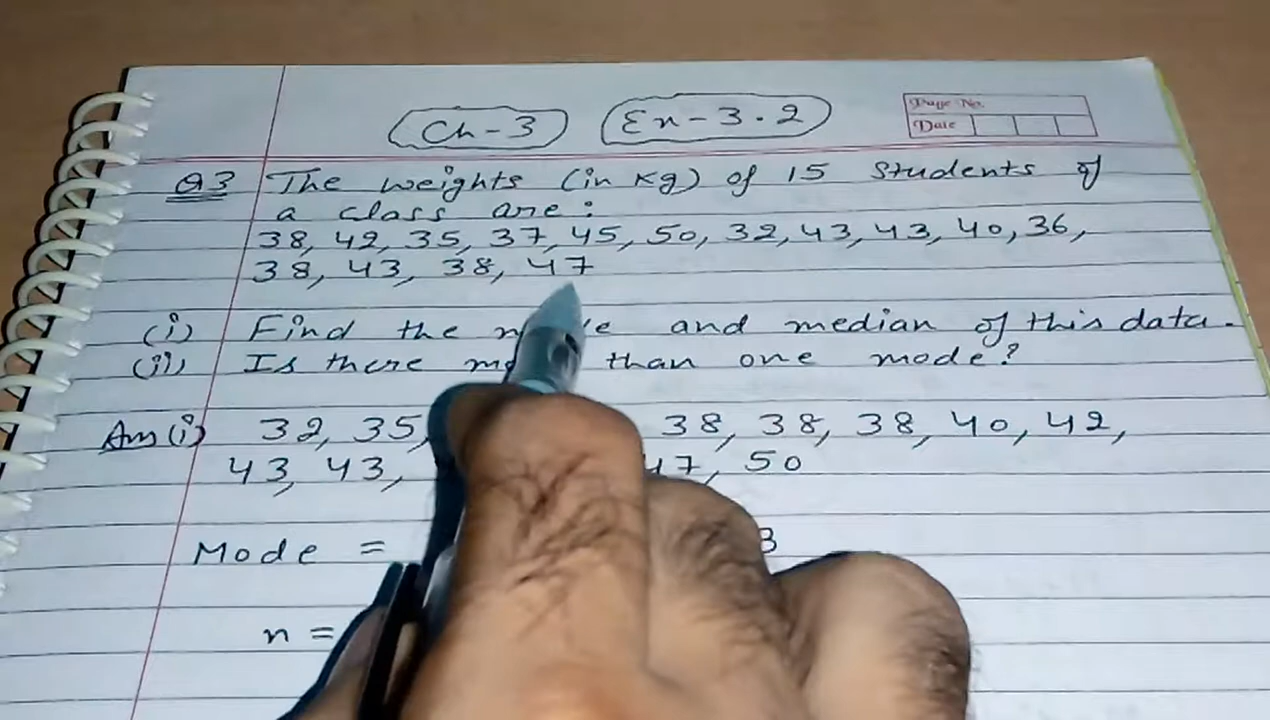 Ch-3 Ex-3.2
Page No.
Date
Q3 The weights (in Kg) of 15 Students of
a class are:
38, 42, 35, 37, 45, 50, 32, 43, 43, 40, 36,
38, 43, 38, 47
(i) Find the and median of this data.
(ii) Is there than one mode?
Ans (i) 32, 35, 38, 38, 38, 40, 42,
43, 43, 47, 50
Mode = 3
n =